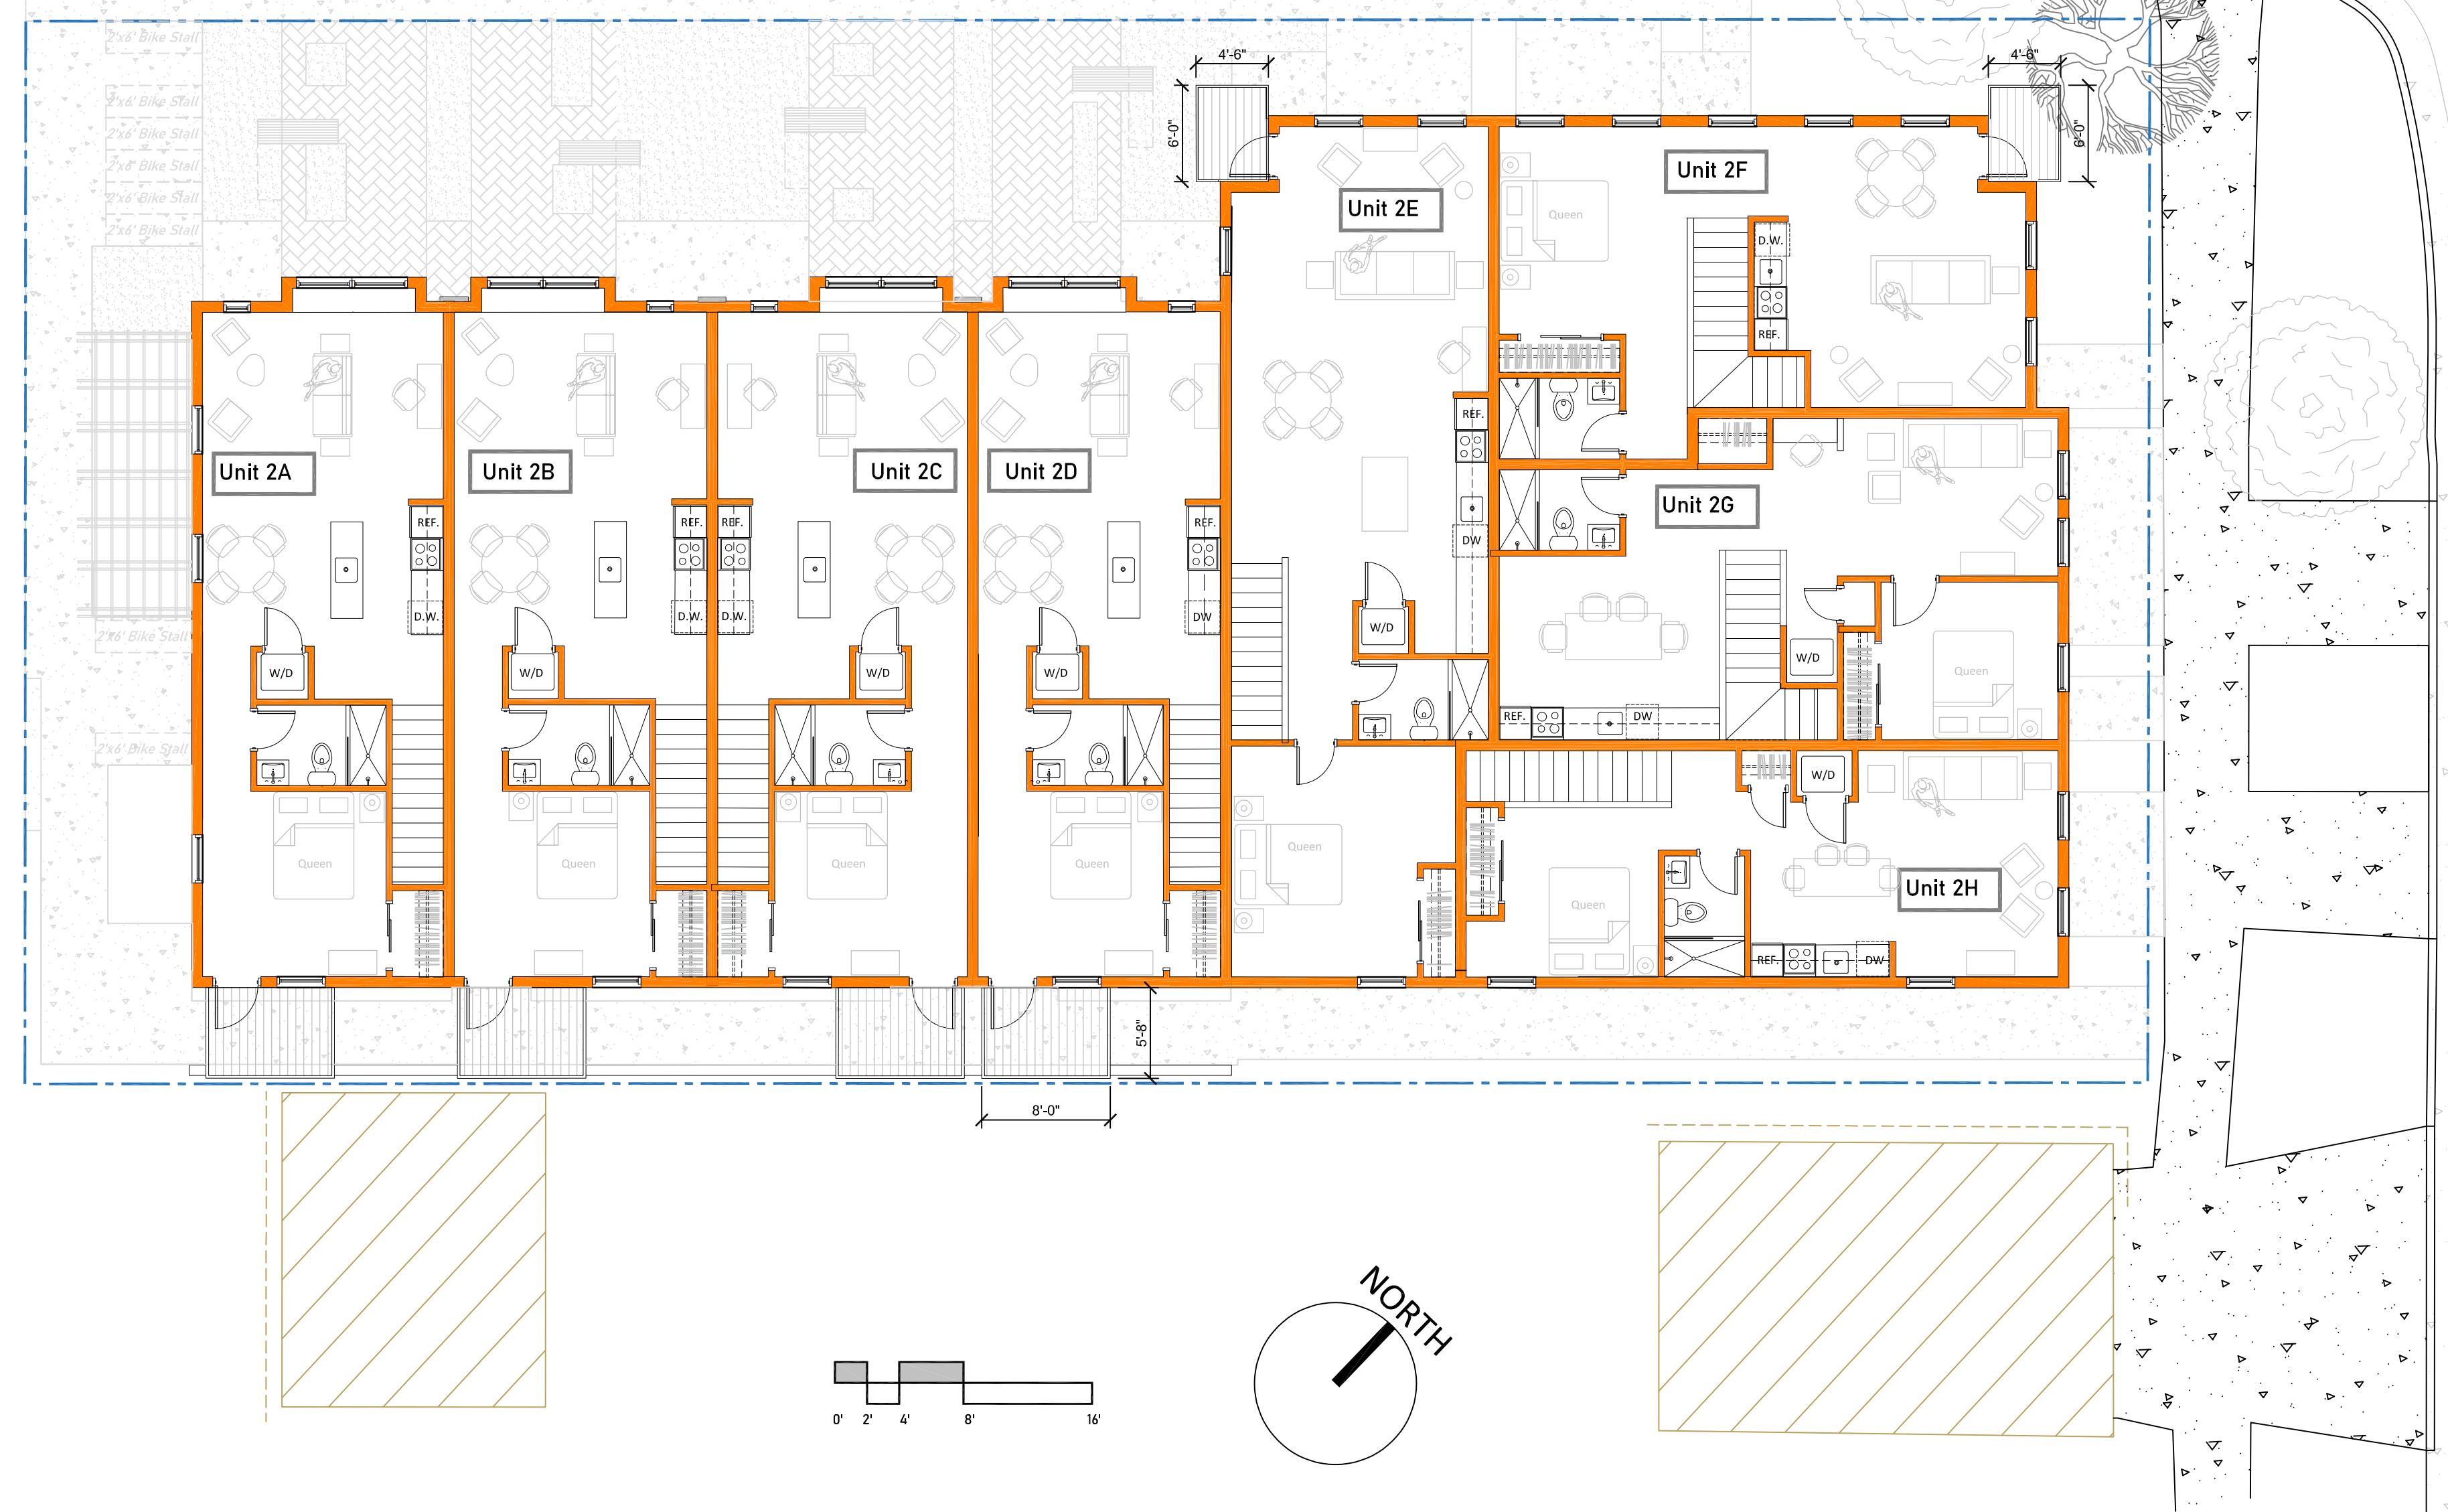 2'x6' Bike Stall
4'-6"
4'-6"
2'x6' Bike Stall
2'x6' Bike Stall
6'-0"
6'-0"
2'x6' Bike Stall
Unit 2F
2'x6' Bike Stall
Unit 2E
Queen
2'x6' Bike Stall
D.W.
REF.
REF.
Unit 2A
Unit 2B
Unit 2C
Unit 2D
Unit 2G
REF.
REF.
REF.
REF.
DW
D.W.
D.W.
D.W.
DW
W/D
2'x6' Bike Stall
W/D
W/D
W/D
W/D
W/D
Queen
REF.
DW
2'x6' Bike Stall
W/D
Queen
Queen
Queen
Queen
Queen
Queen
Unit 2H
REF.
DW
5'-8"
8'-0"
NORTH
0'
2'
4'
8'
16'